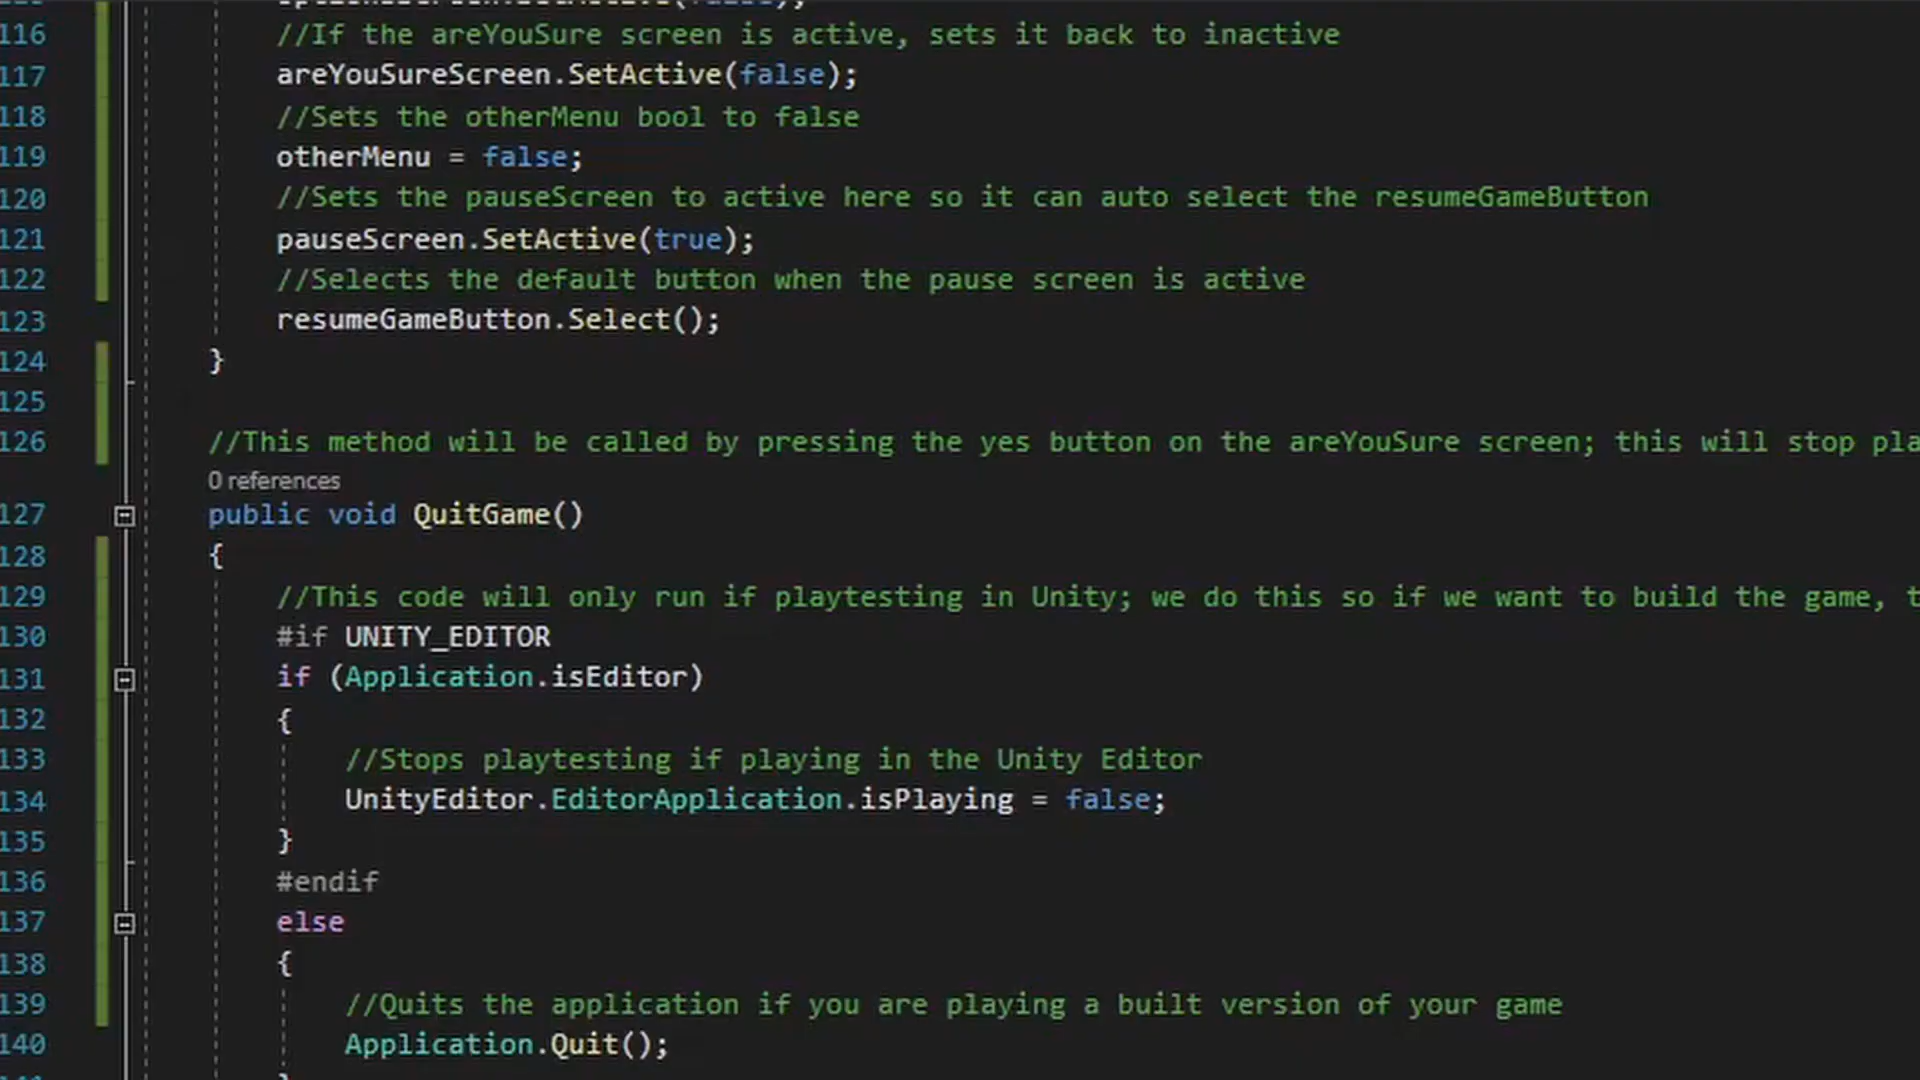 116 //If the areYouSure screen is active, sets it back to inactive
117 areYouSureScreen.SetActive(false);
118 //Sets the otherMenu bool to false
119 otherMenu = false;
120 //Sets the pauseScreen to active here so it can auto select the resumeGameButton
121 pauseScreen.SetActive(true);
122 //Selects the default button when the pause screen is active
123 resumeGameButton.Select();
124 }
125
126 //This method will be called by pressing the yes button on the areYouSure screen; this will stop pla
0 references
127 public void QuitGame()
128 {
129 //This code will only run if playtesting in Unity; we do this so if we want to build the game, t
130 #if UNITY_EDITOR
131 if (Application.isEditor)
132 {
133 //Stops playtesting if playing in the Unity Editor
134 UnityEditor.EditorApplication.isPlaying = false;
135 }
136 #endif
137 else
138 {
139 //Quits the application if you are playing a built version of your game
140 Application.Quit();